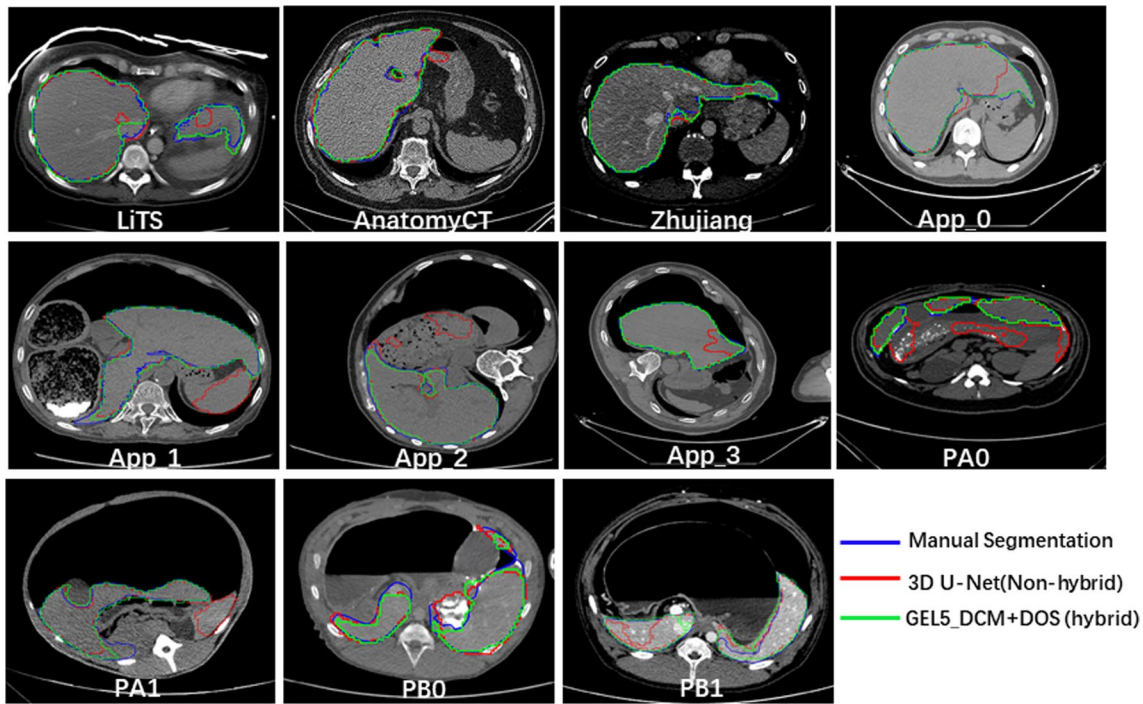 LiTS
AnatomyCT
Zhujiang
App_0
App_1
App_2
App_3
PA0
PA1
PB0
PB1
Manual Segmentation
3D U-Net(Non-hybrid)
GEL5_DCM+DOS (hybrid)